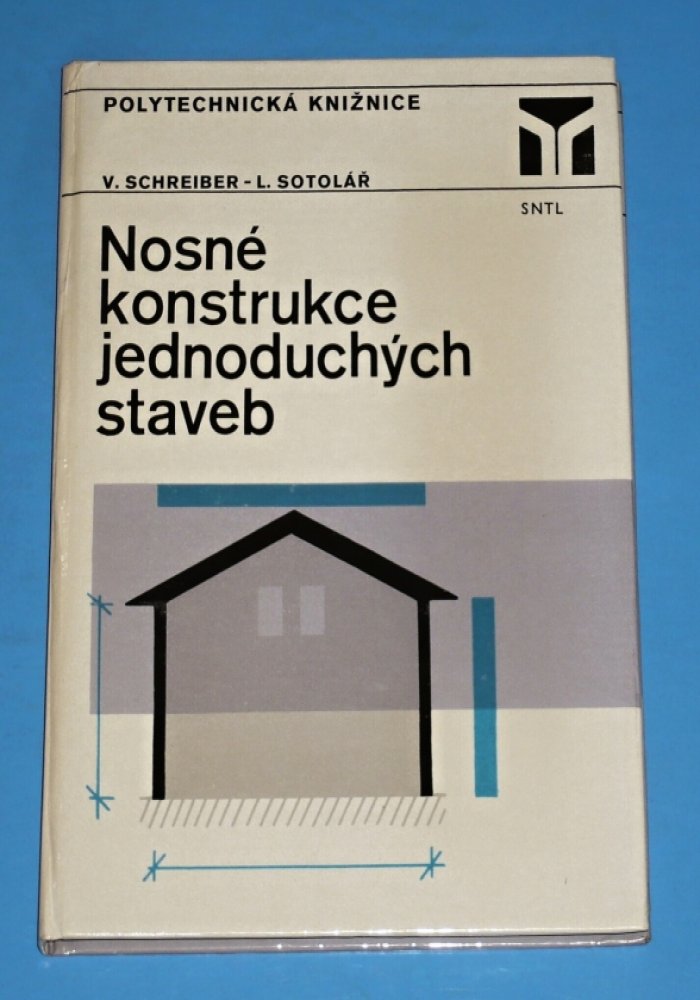 POLYTECHNICKÁ KNIŽNICE
V. SCHREIBER - L. SOTOLÁŘ
SNTL
Nosné
konstrukce
jednoduchých
staveb